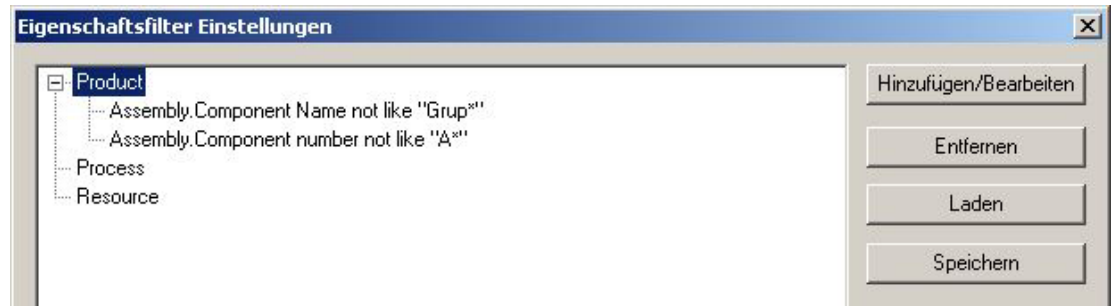 Eigenschaftsfilter Einstellungen
Product
Hinzufügen/Bearbeiten
Assembly.Component Name not like "Grup*"
Assembly.Component number not like "A*"
Entfernen
Process
Resource
Laden
Speichern